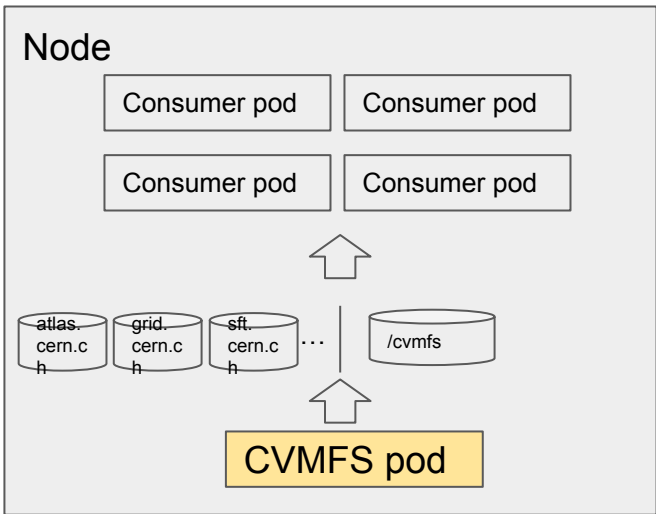 Node
Consumer pod
Consumer pod
Consumer pod
Consumer pod
atlas.
cern.c
h
grid.
cern.c
h
sft.
cern.c
h
...
/cvmfs
CVMFS pod